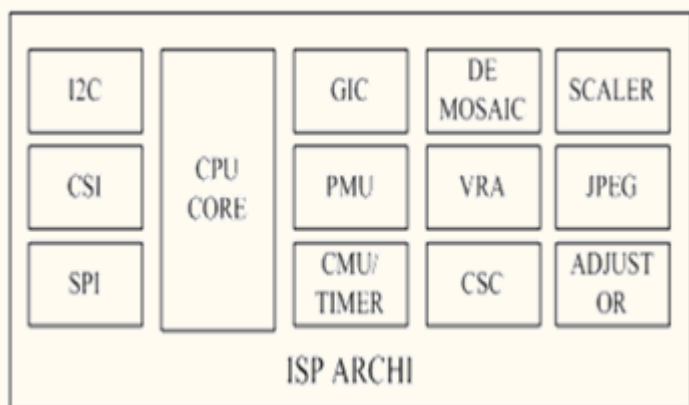 I2C
CSI
SPI
CPU
CORE
GIC
PMU
CMU/
TIMER
DE
MOSAIC
VRA
CSC
SCALER
JPEG
ADJUST
OR
ISP ARCHI